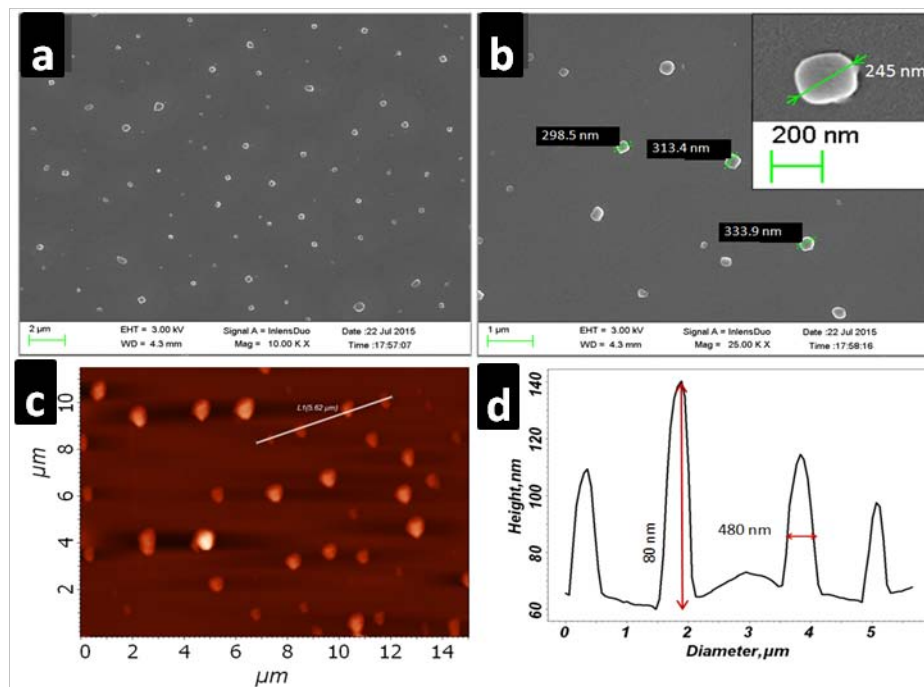 a
2 µm
EHT = 3.00 kV
WD = 4.3 mm
Signal A = InlensDuo
Mag = 10.00 K X
Date :22 Jul 2015
Time :17:57:07
b
298.5 nm
313.4 nm
333.9 nm
245 nm
200 nm
1 µm
EHT = 3.00 kV
WD = 4.3 mm
Signal A = InlensDuo
Mag = 25.00 K X
Date :22 Jul 2015
Time :17:58:16
c
L1(5.62 µm)
10
8
6
4
2
µm
0 2 4 6 8 10 12 14
µm
d
140
120
100
80
60
Height,nm
80 nm
480 nm
0 1 2 3 4 5
Diameter,µm